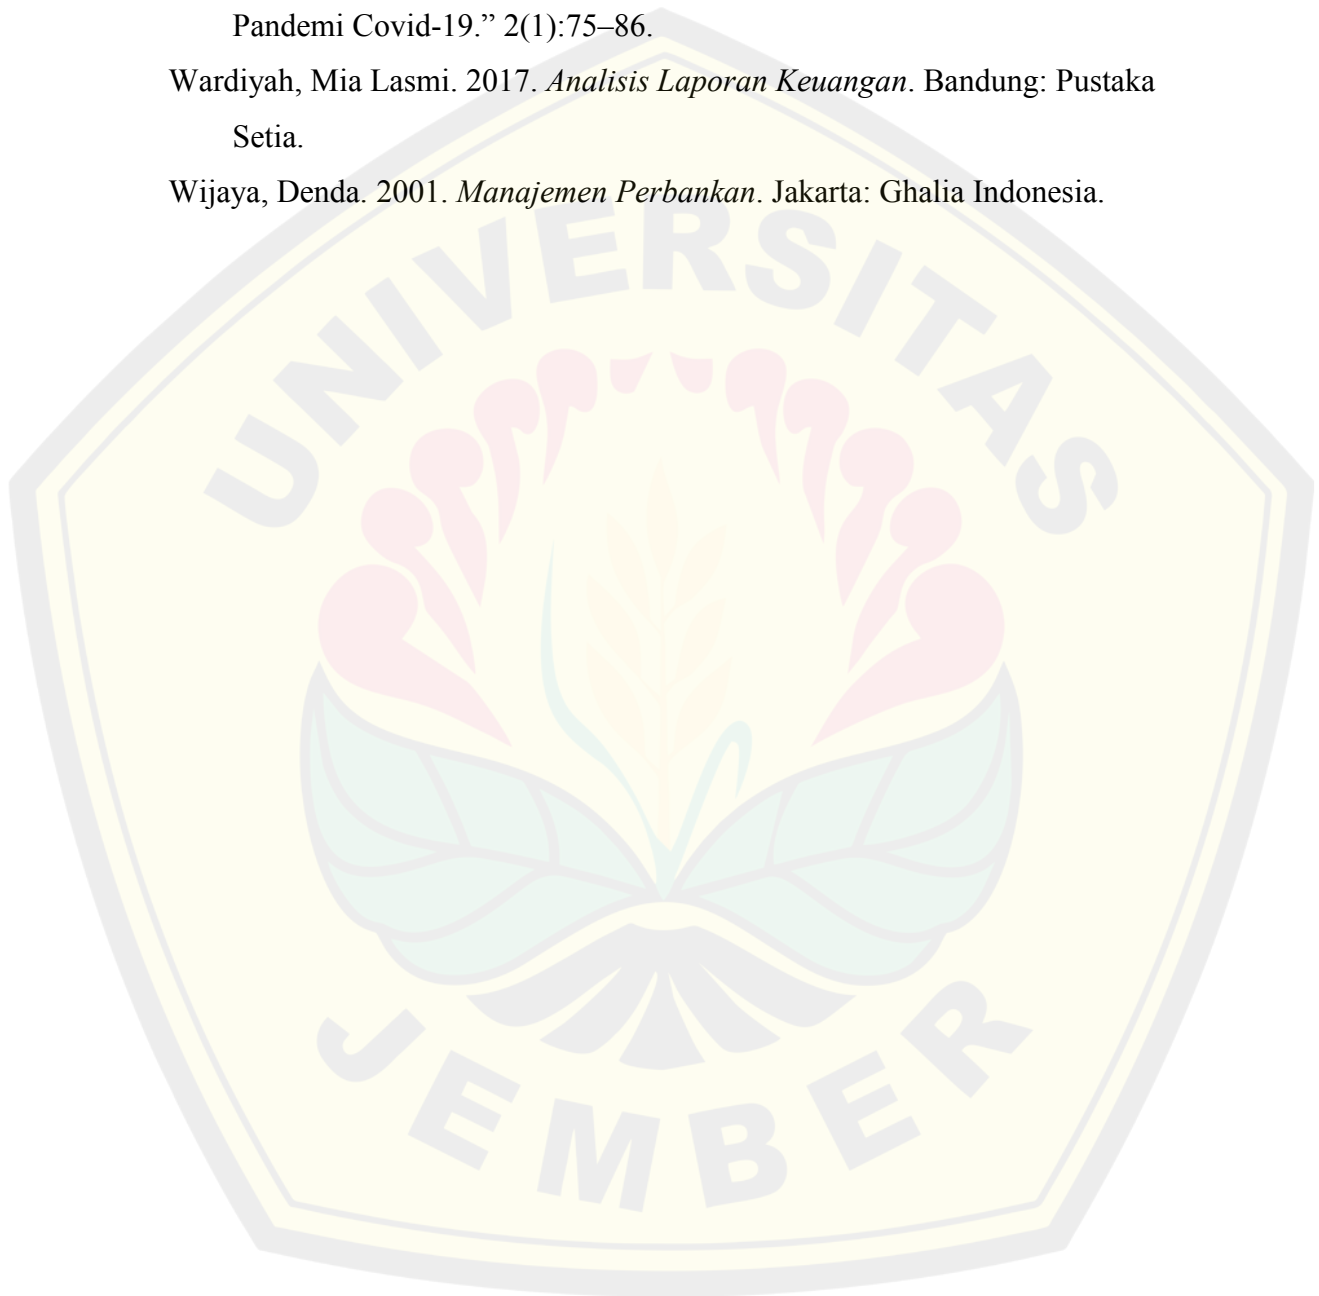 Pandemi Covid-19.” 2(1):75–86.
Wardiyah, Mia Lasmi. 2017. Analisis Laporan Keuangan. Bandung: Pustaka
Setia.
Wijaya, Denda. 2001. Manajemen Perbankan. Jakarta: Ghalia Indonesia.
UNIVERSITAS
JEMBER